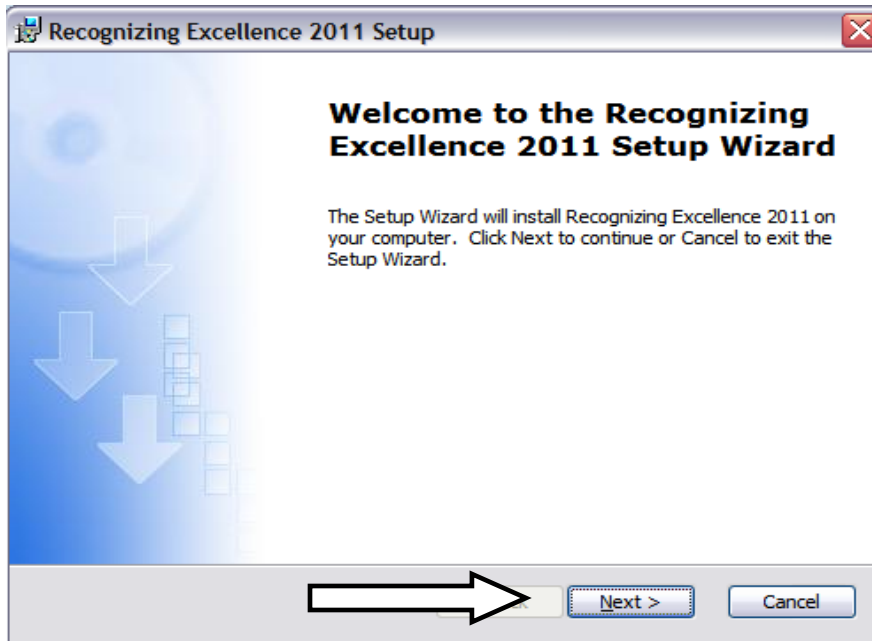 Recognizing Excellence 2011 Setup
Welcome to the Recognizing
Excellence 2011 Setup Wizard
The Setup Wizard will install Recognizing Excellence 2011 on
your computer. Click Next to continue or Cancel to exit the
Setup Wizard.
Next > Cancel